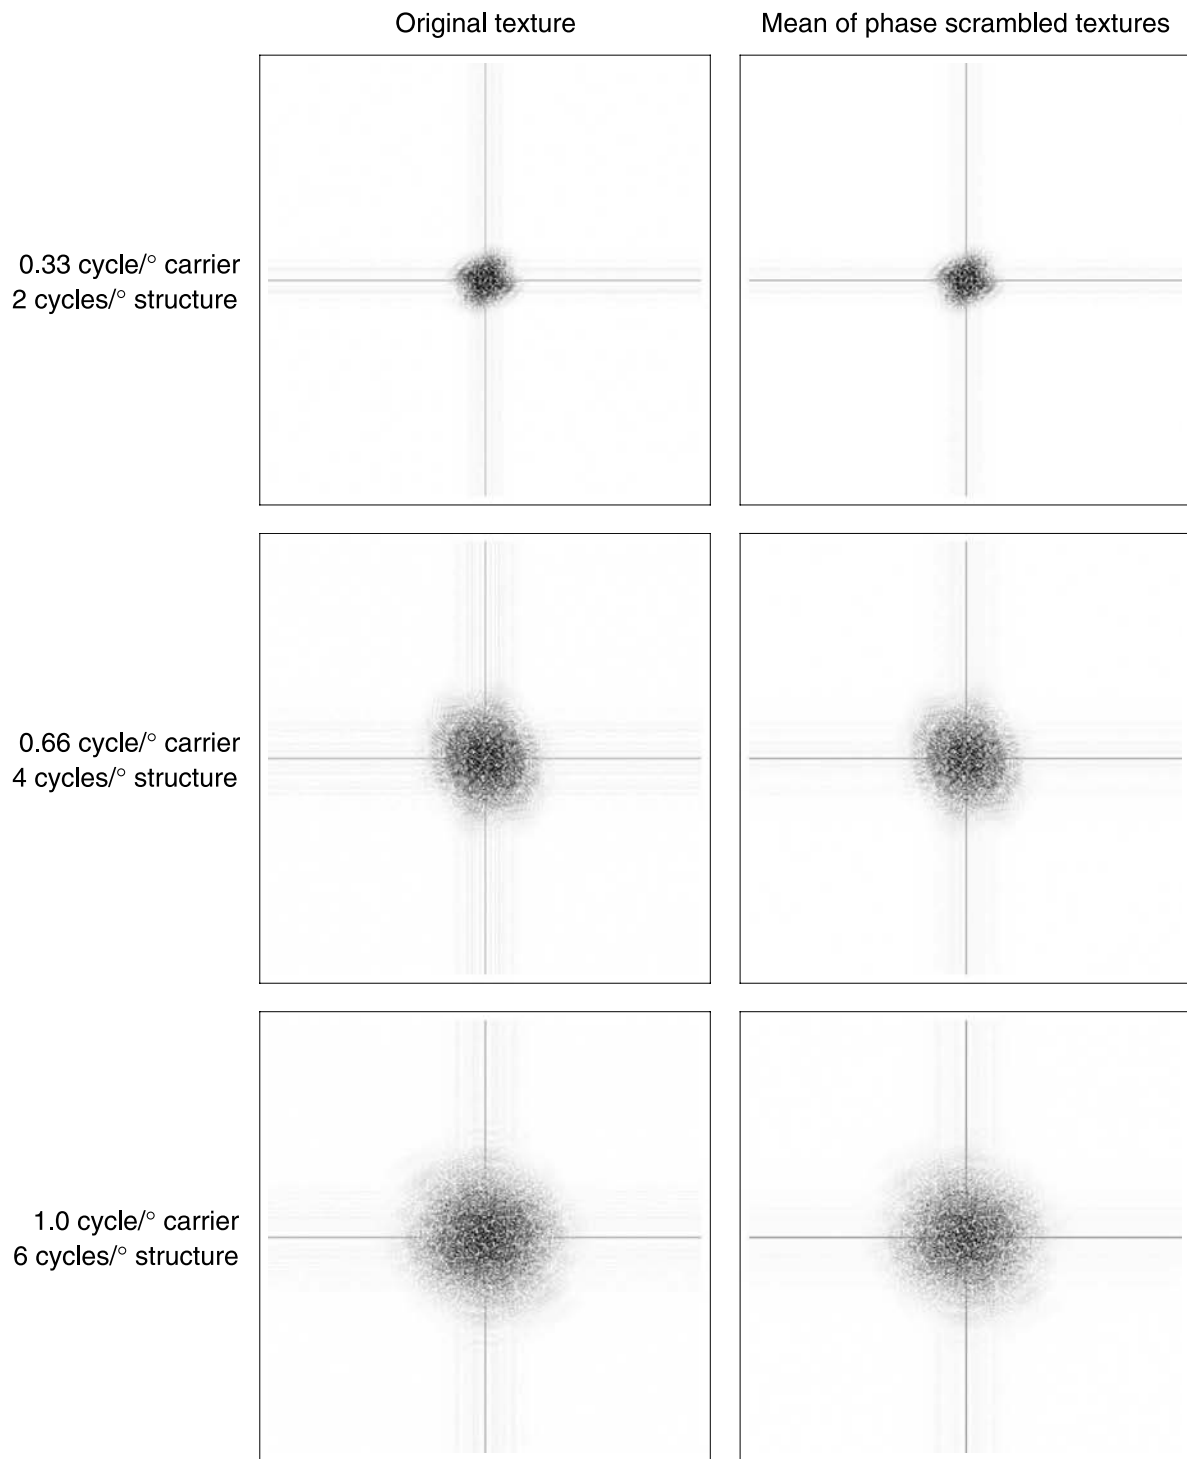 Original texture
Mean of phase scrambled textures
0.33 cycle/° carrier
2 cycles/° structure
0.66 cycle/° carrier
4 cycles/° structure
1.0 cycle/° carrier
6 cycles/° structure